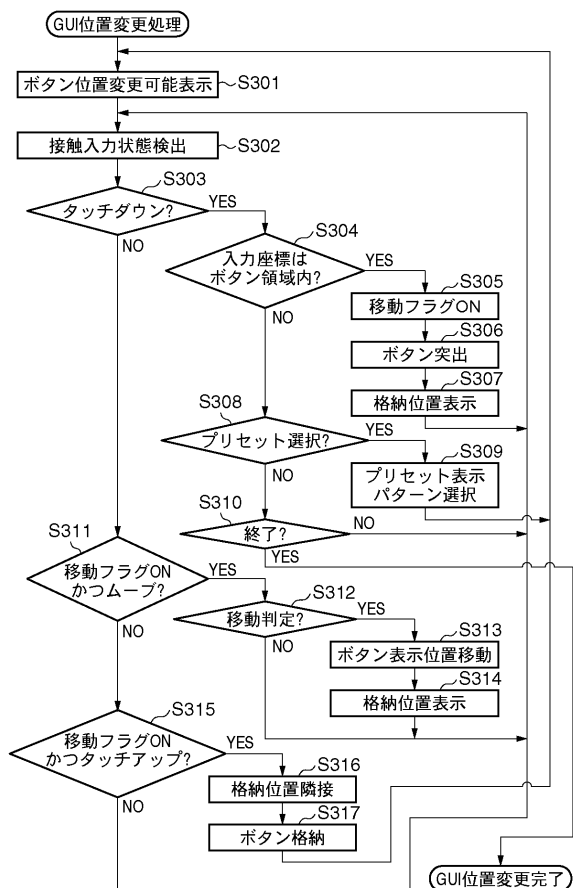 GUI位置変更処理
ボタン位置変更可能表示
S301
接触入力状態検出
S302
S303
タッチダウン?
YES
NO
S304
入力座標は
ボタン領域内?
YES
NO
S305
移動フラグON
S306
ボタン突出
S307
格納位置表示
S308
プリセット選択?
YES
NO
S309
プリセット表示
パターン選択
S310
終了?
NO
YES
S311
移動フラグON
かつムーブ?
YES
NO
S312
移動判定?
YES
NO
S313
ボタン表示位置移動
S314
格納位置表示
S315
移動フラグON
かつタッチアップ?
YES
NO
S316
格納位置隣接
S317
ボタン格納
GUI位置変更完了